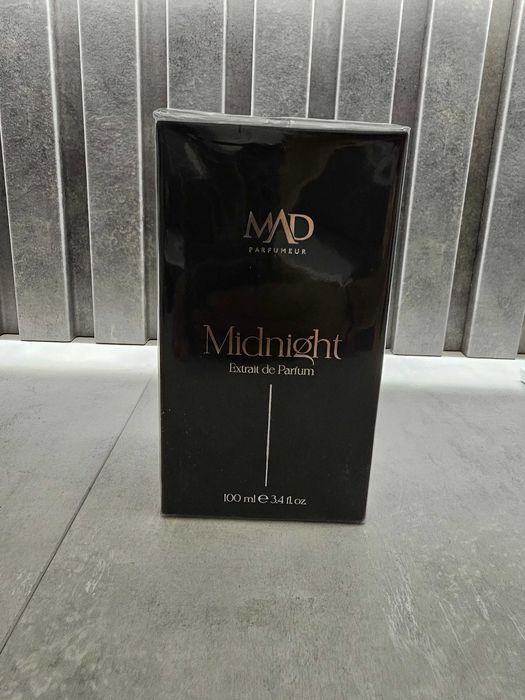 MAD
PARFUMEUR
Midnight
Extrait de Parfum
100 ml ℮ 3.4 fl. oz.